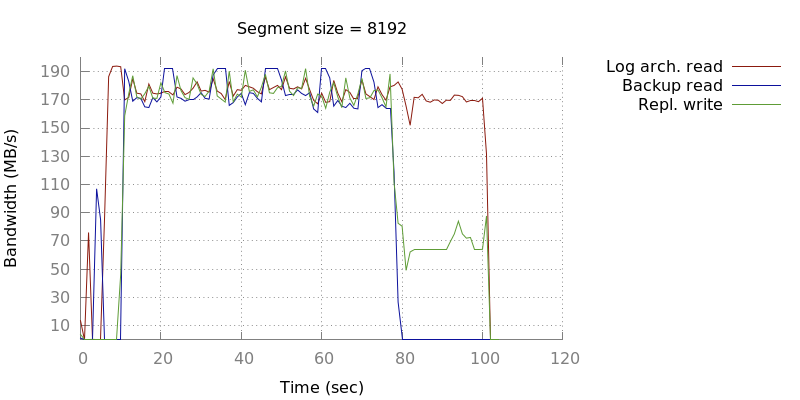 Segment size = 8192
Log arch. read
Backup read
Repl. write
Bandwidth (MB/s)
190
170
150
130
110
90
70
50
30
10
0 20 40 60 80 100 120
Time (sec)